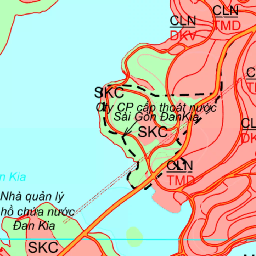 CLN
DKV
CLN
TMD
SKC
Cty CP cấp thoát nước
Sài Gòn ĐanKia
SKC
CLN
DK
CLN
TMD
Kia
Nhà quản lý
hồ chứa nước
Đan Kia
SKC